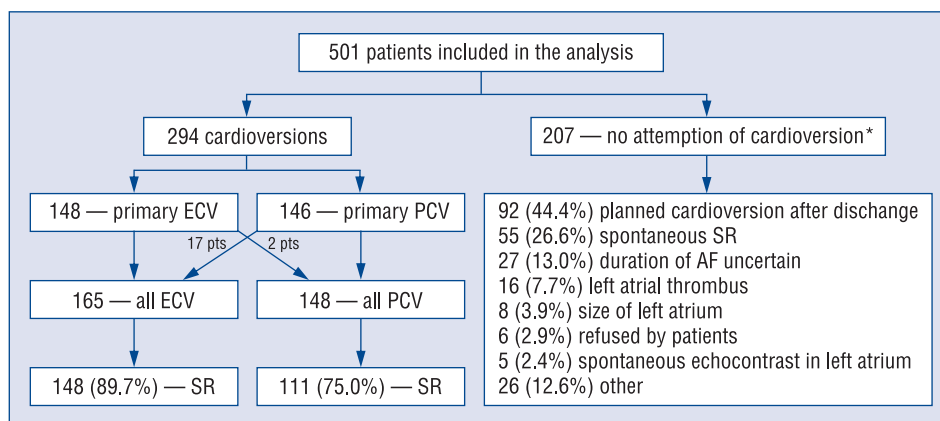 501 patients included in the analysis
294 cardioversions
207 — no attemption of cardioversion*
148 — primary ECV
146 — primary PCV
17 pts
2 pts
165 — all ECV
148 — all PCV
148 (89.7%) — SR
111 (75.0%) — SR
92 (44.4%) planned cardioversion after discharge
55 (26.6%) spontaneous SR
27 (13.0%) duration of AF uncertain
16 (7.7%) left atrial thrombus
8 (3.9%) size of left atrium
6 (2.9%) refused by patients
5 (2.4%) spontaneous echocontrast in left atrium
26 (12.6%) other